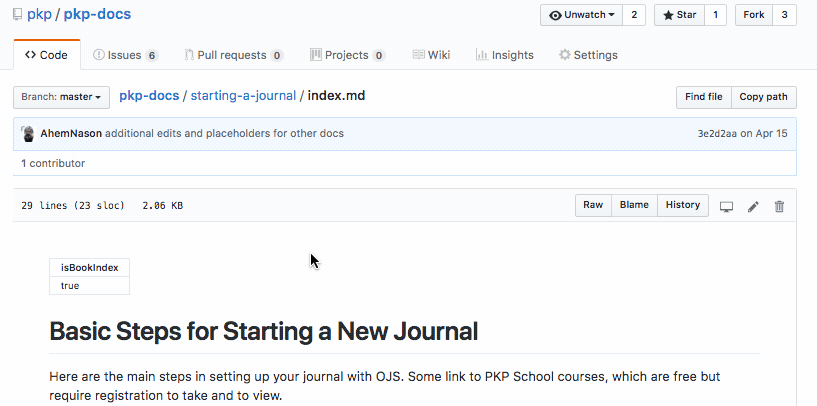 pkp / pkp-docs Unwatch 2 Star 1 Fork 3
Code Issues 6 Pull requests 0 Projects 0 Wiki Insights Settings
Branch: master pkp-docs / starting-a-journal / index.md Find file Copy path
AhemNason additional edits and placeholders for other docs 3e2d2aa on Apr 15
1 contributor
29 lines (23 sloc) 2.06 KB Raw Blame History
isBookIndex
true
Basic Steps for Starting a New Journal
Here are the main steps in setting up your journal with OJS. Some link to PKP School courses, which are free but
require registration to take and to view.